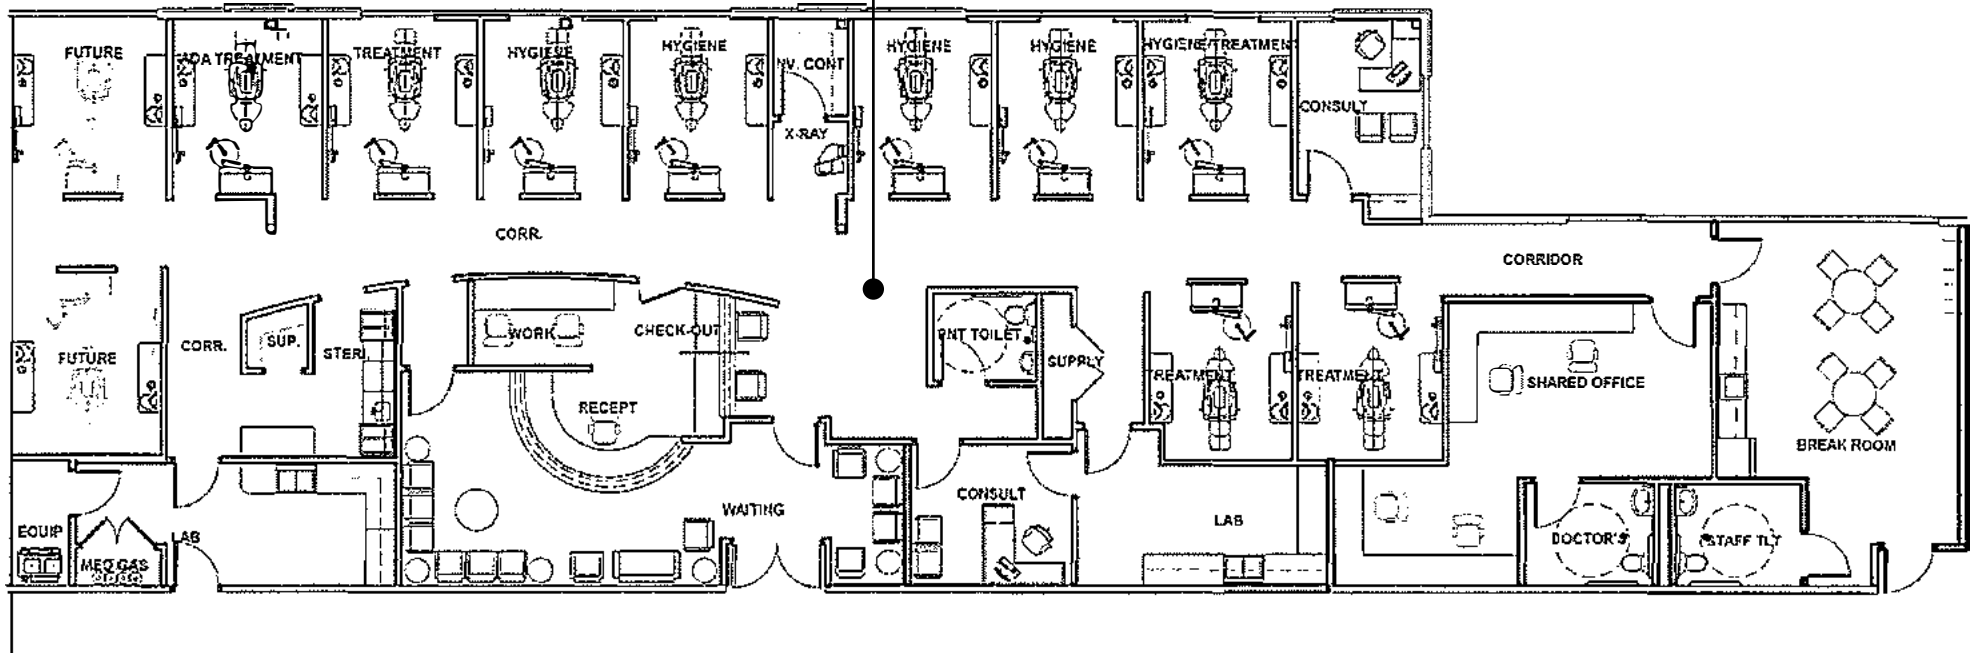 FUTURE
ADA TREATMENT
TREATMENT
HYGIENE
HYGIENE
NV. CONT
HYGIENE
HYGIENE
HYGIENE/TREATMENT
CONSULT
X-RAY
CORR.
CORRIDOR
FUTURE
CORR.
SUP.
STERI
WORK
CHECK-OUT
PNT TOILET
SUPPLY
TREATMENT
TREATMENT
SHARED OFFICE
RECEPT
BREAK ROOM
EQUIP
MED GAS
LAB
WAITING
CONSULT
LAB
DOCTOR'S
STAFF TLT